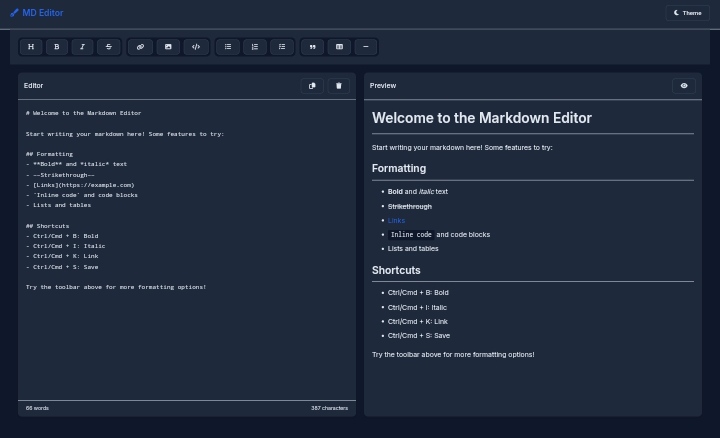 MD Editor
Theme
H B I S
Editor
# Welcome to the Markdown Editor
Start writing your markdown here! Some features to try:
## Formatting
- **Bold** and *italic* text
- ~~Strikethrough~~
- [Links](https://example.com)
- `Inline code` and code blocks
- Lists and tables
## Shortcuts
- Ctrl/Cmd + B: Bold
- Ctrl/Cmd + I: Italic
- Ctrl/Cmd + K: Link
- Ctrl/Cmd + S: Save
Try the toolbar above for more formatting options!
66 words
387 characters
Preview
Welcome to the Markdown Editor
Start writing your markdown here! Some features to try:
Formatting
• Bold and italic text
• Strikethrough
• Links
• Inline code and code blocks
• Lists and tables
Shortcuts
• Ctrl/Cmd + B: Bold
• Ctrl/Cmd + I: Italic
• Ctrl/Cmd + K: Link
• Ctrl/Cmd + S: Save
Try the toolbar above for more formatting options!